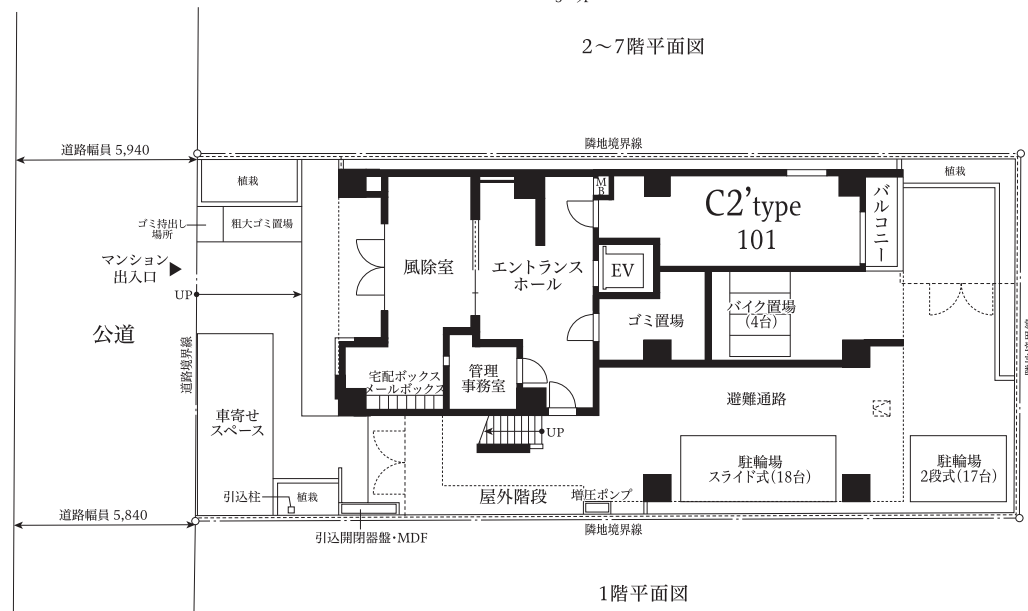 2～7階平面図
隣地境界線
道路幅員 5,940
植栽
植栽
MB
C2’type
101
バルコニー
ゴミ持出し
場所
粗大ゴミ置場
マンション
出入口
風除室
エントランス
ホール
EV
UP
ゴミ置場
バイク置場
(4台)
公道
道路境界線
宅配ボックス
メールボックス
管理
事務室
避難通路
車寄せ
スペース
UP
駐輪場
スライド式(18台)
駐輪場
2段式(17台)
引込柱
植栽
屋外階段
増圧ポンプ
道路幅員 5,840
引込開閉器盤・MDF
隣地境界線
1階平面図